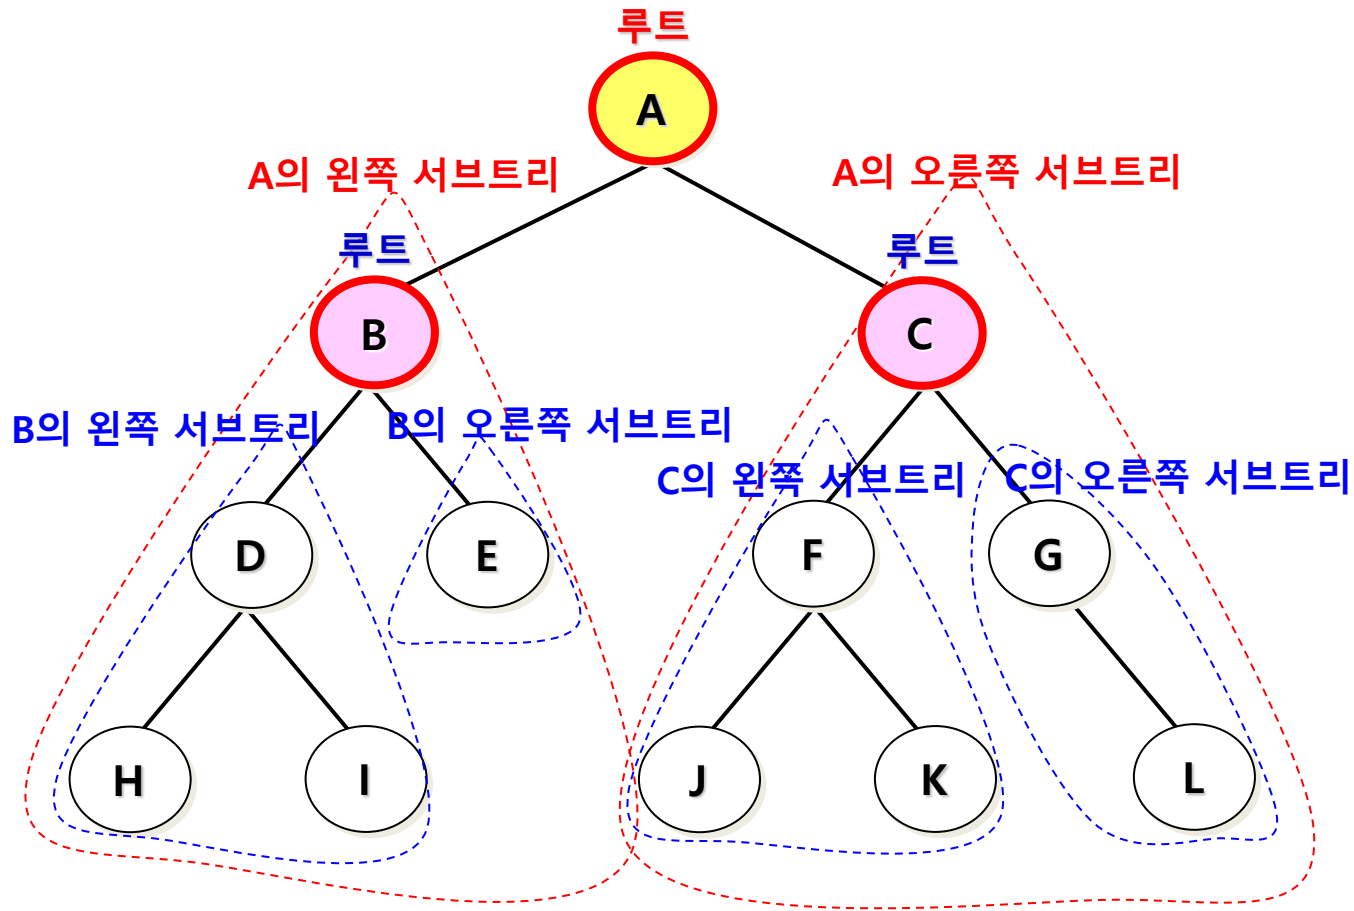 루트
A
A의 왼쪽 서브트리
A의 오른쪽 서브트리
루트
루트
B
C
B의 왼쪽 서브트리
B의 오른쪽 서브트리
C의 왼쪽 서브트리
C의 오른쪽 서브트리
D
E
F
G
H
I
J
K
L